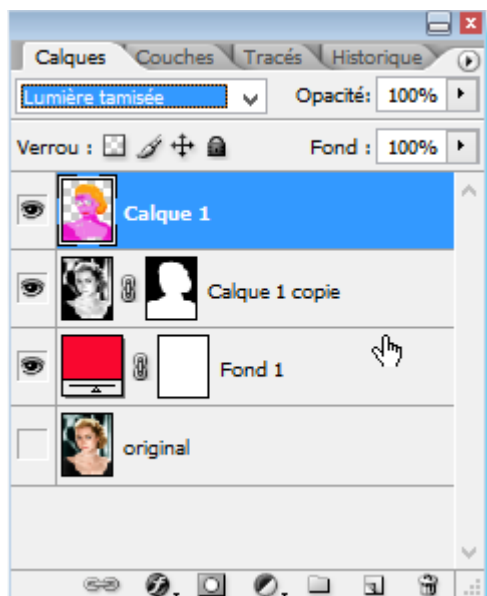 Calques Couches Tracés Historique
Lumière tamisée Opacité: 100%
Verrou : Fond : 100%
Calque 1
Calque 1 copie
Fond 1
original